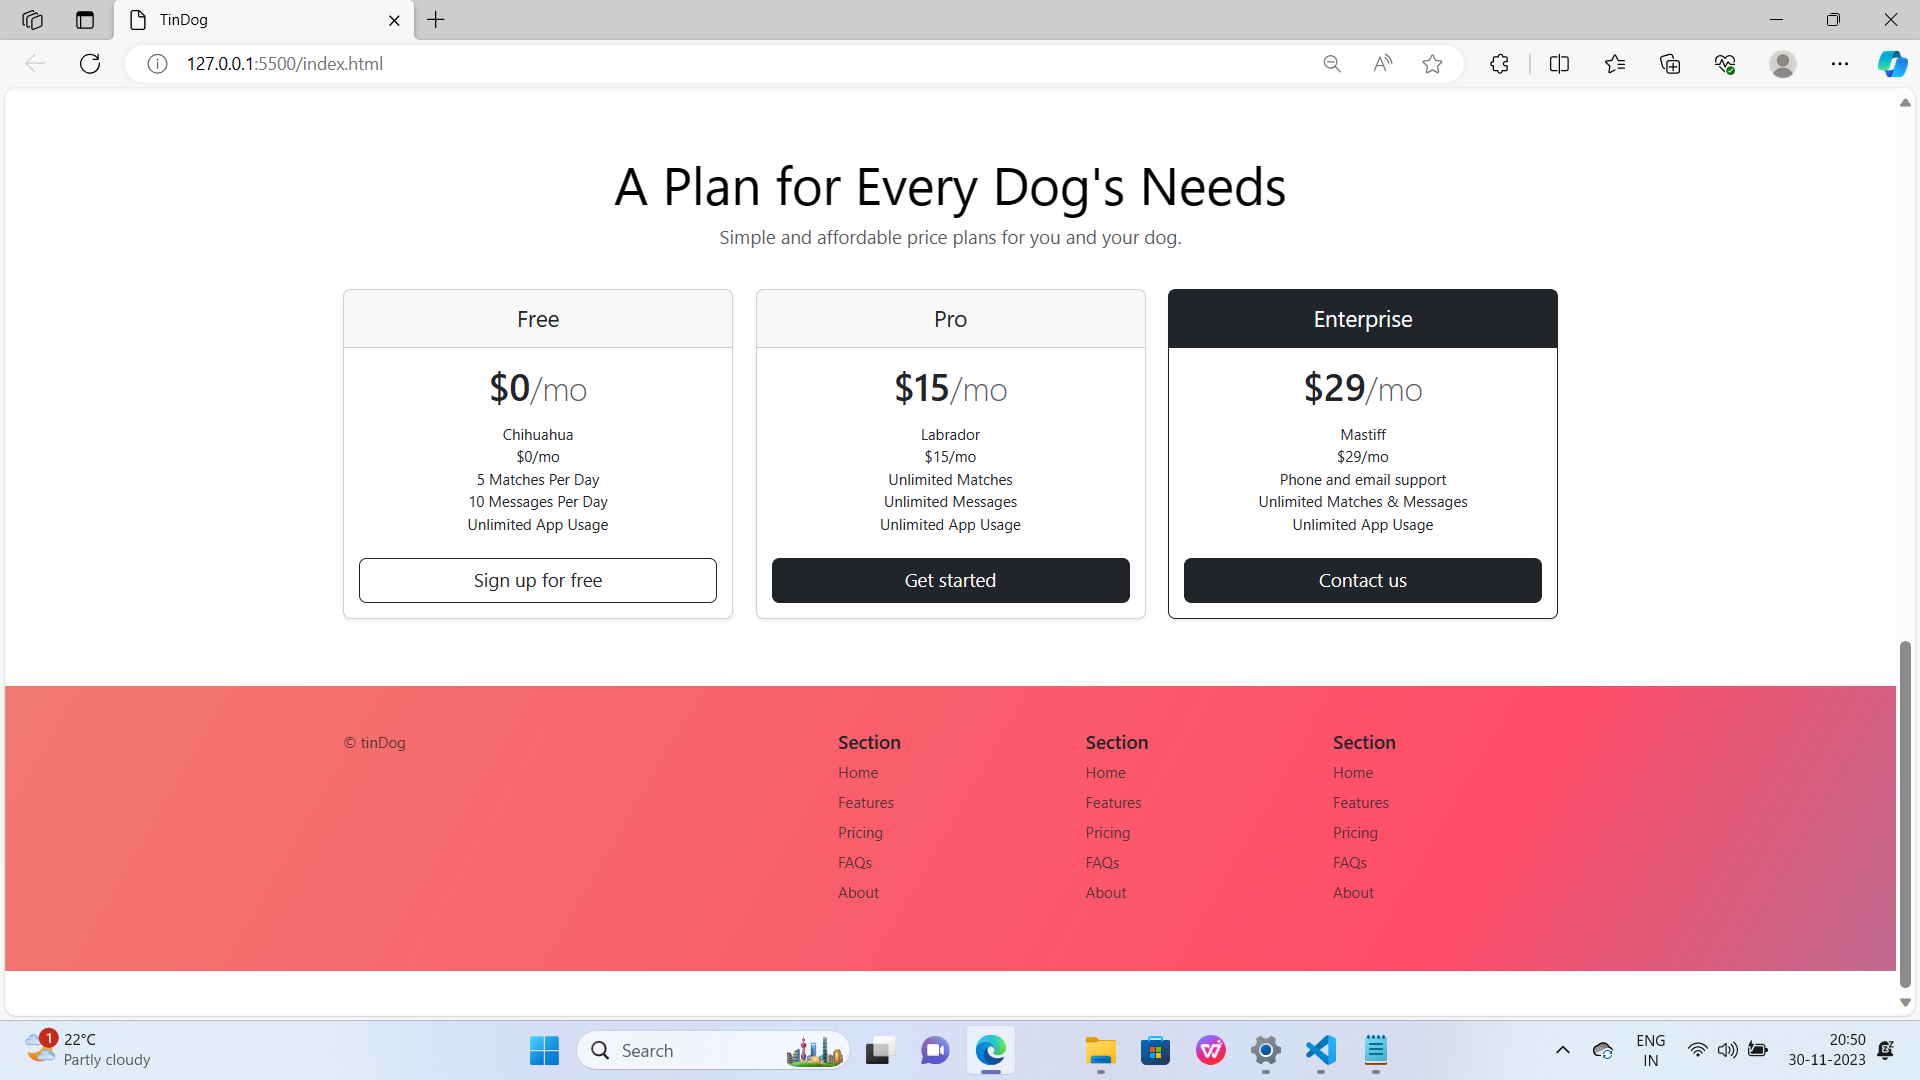 TinDog
127.0.0.1:5500/index.html
A Plan for Every Dog's Needs
Simple and affordable price plans for you and your dog.
Free
$0/mo
Chihuahua
$0/mo
5 Matches Per Day
10 Messages Per Day
Unlimited App Usage
Sign up for free
Pro
$15/mo
Labrador
$15/mo
Unlimited Matches
Unlimited Messages
Unlimited App Usage
Get started
Enterprise
$29/mo
Mastiff
$29/mo
Phone and email support
Unlimited Matches & Messages
Unlimited App Usage
Contact us
© tinDog
Section
Home
Features
Pricing
FAQs
About
Section
Home
Features
Pricing
FAQs
About
Section
Home
Features
Pricing
FAQs
About
1
22°C
Partly cloudy
Search
ENG
IN
20:50
30-11-2023